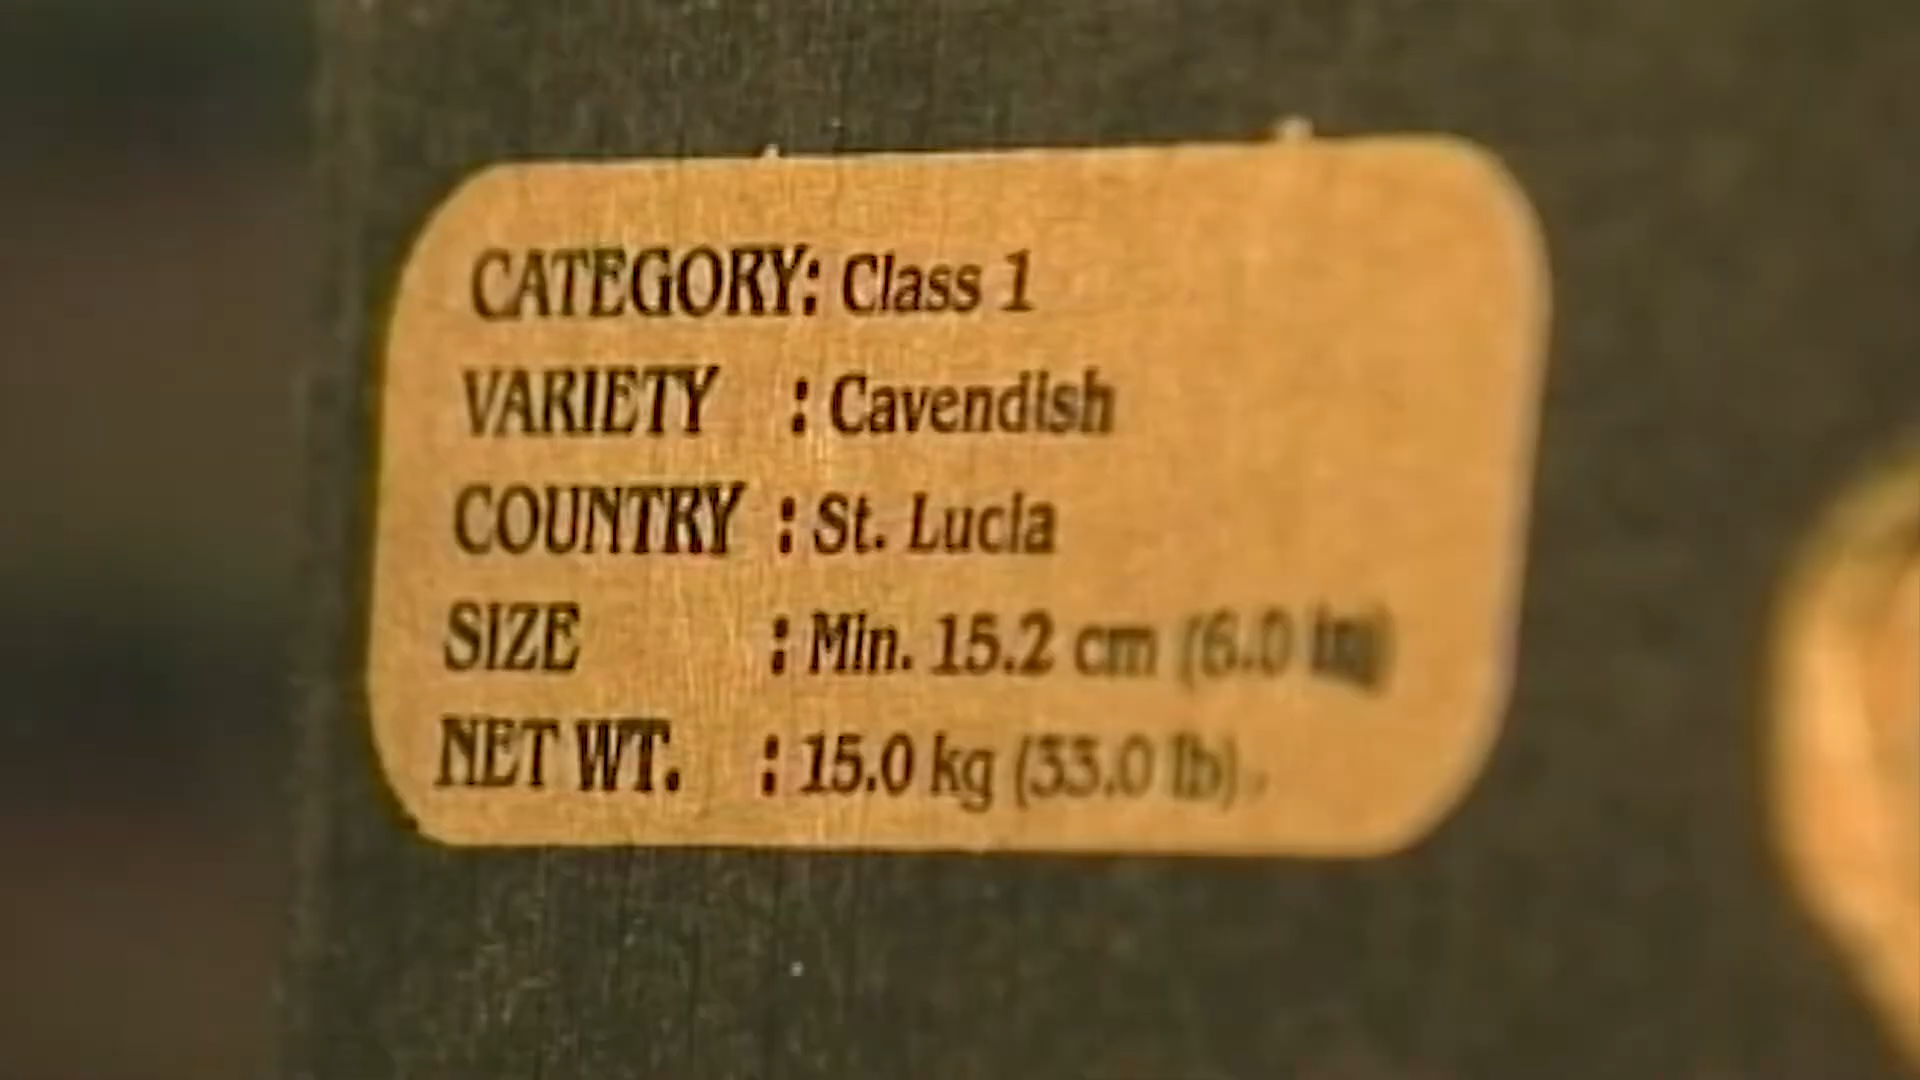 CATEGORY: Class 1
VARIETY : Cavendish
COUNTRY : St. Lucia
SIZE : Min. 15.2 cm (6.0 in)
NET WT. : 15.0 kg (33.0 lb)